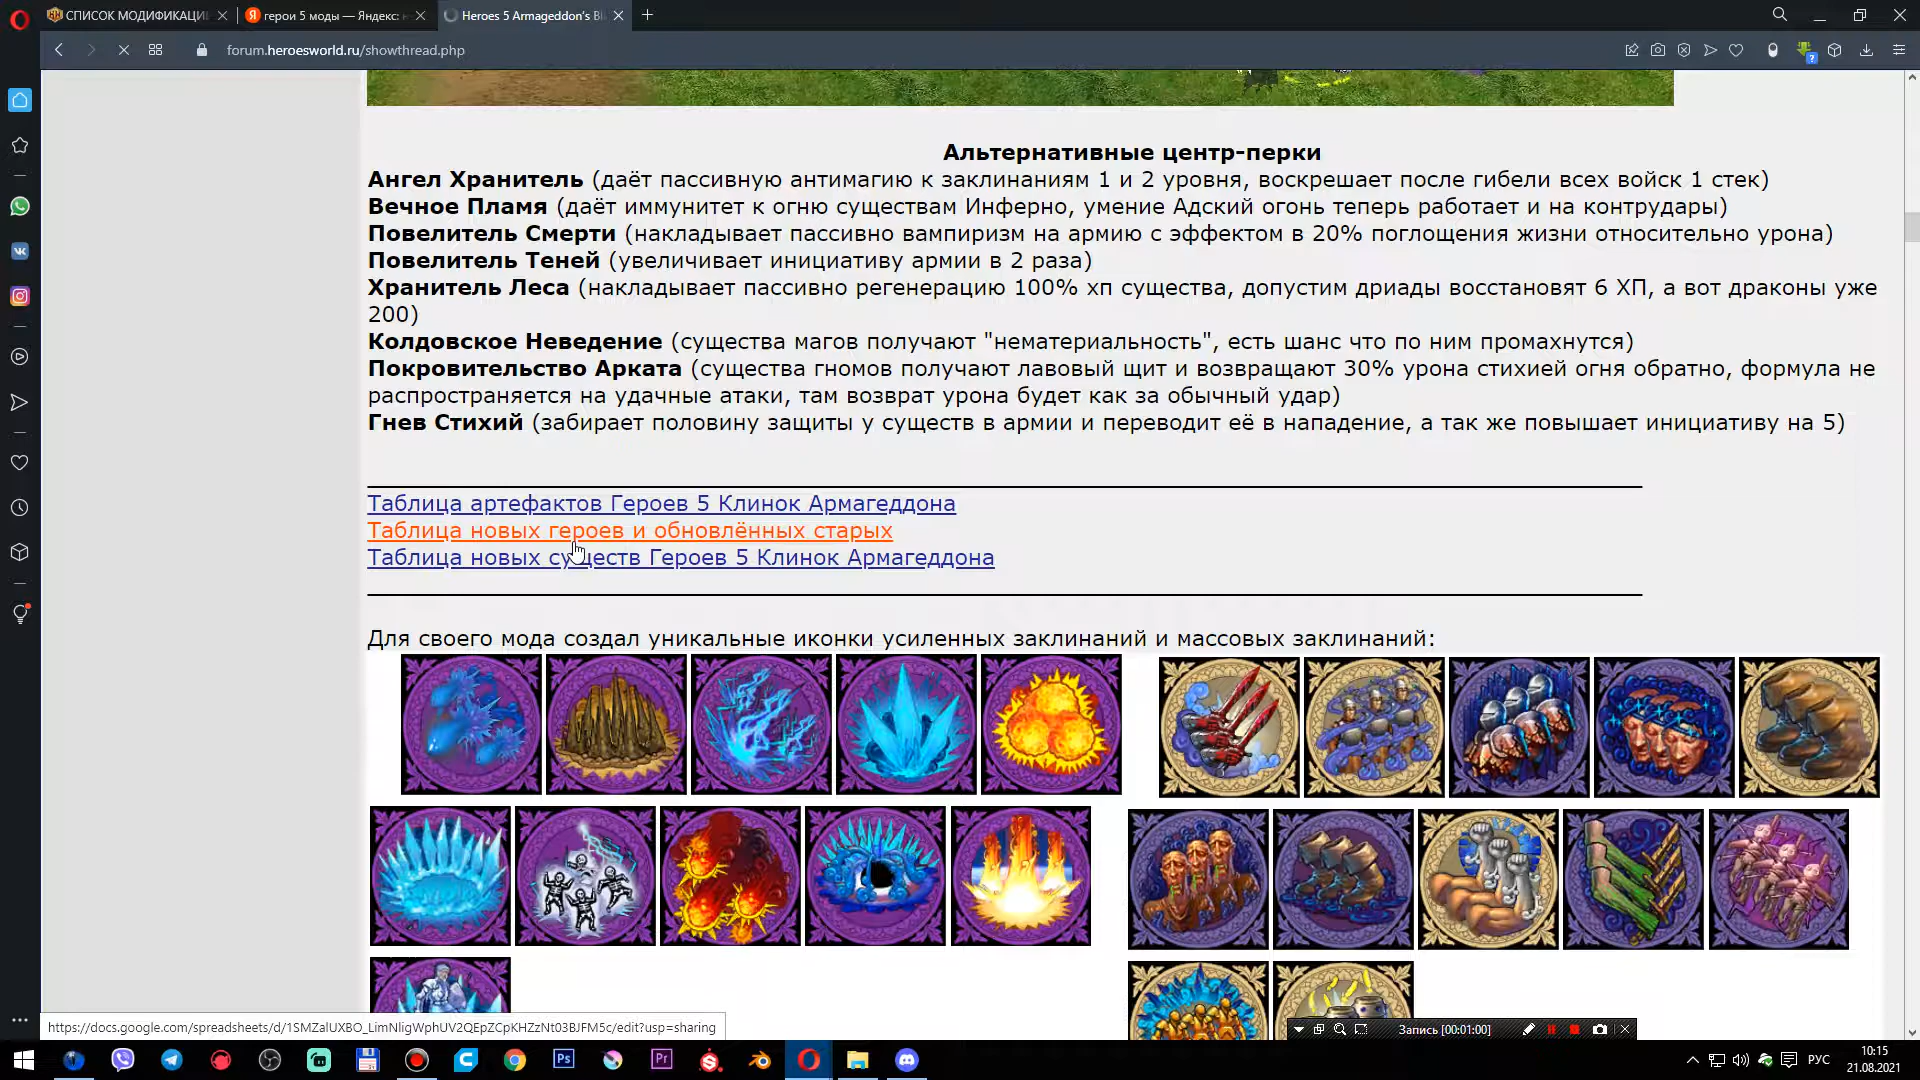 СПИСОК МОДИФИКАЦИ
герои 5 моды — Яндекс:
Heroes 5 Armageddon's Bl
forum.heroesworld.ru/showthread.php
Альтернативные центр-перки
Ангел Хранитель (даёт пассивную антимагию к заклинаниям 1 и 2 уровня, воскрешает после гибели всех войск 1 стек)
Вечное Пламя (даёт иммунитет к огню существам Инферно, умение Адский огонь теперь работает и на контрудары)
Повелитель Смерти (накладывает пассивно вампиризм на армию с эффектом в 20% поглощения жизни относительно урона)
Повелитель Теней (увеличивает инициативу армии в 2 раза)
Хранитель Леса (накладывает пассивно регенерацию 100% хп существа, допустим дриады восстановят 6 ХП, а вот драконы уже
200)
Колдовское Неведение (существа магов получают "нематериальность", есть шанс что по ним промахнутся)
Покровительство Арката (существа гномов получают лавовый щит и возвращают 30% урона стихией огня обратно, формула не
распространяется на удачные атаки, там возврат урона будет как за обычный удар)
Гнев Стихий (забирает половину защиты у существ в армии и переводит её в нападение, а так же повышает инициативу на 5)
Таблица артефактов Героев 5 Клинок Армагеддона
Таблица новых героев и обновлённых старых
Таблица новых существ Героев 5 Клинок Армагеддона
Для своего мода создал уникальные иконки усиленных заклинаний и массовых заклинаний:
https://docs.google.com/spreadsheets/d/1SMZalUXBO_LimNligWphUV2QEpZCpKHZzNt03BJFM5c/edit?usp=sharing
Запись [00:01:00]
Ps
Pr
РУС
10:15
21.08.2021